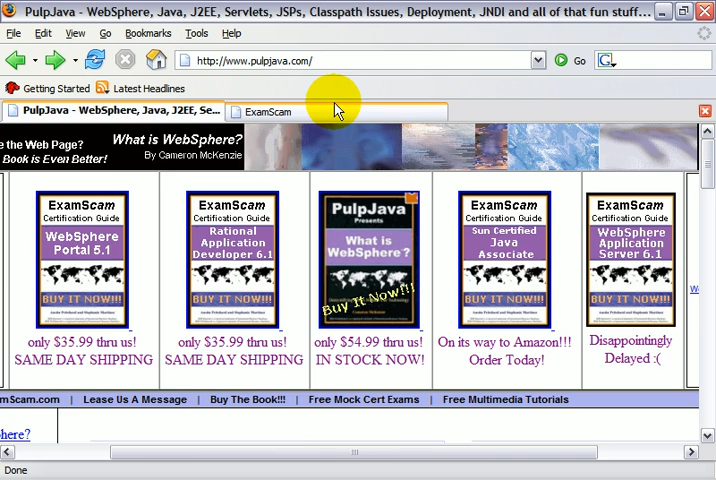 PulpJava - WebSphere, Java, J2EE, Servlets, JSPs, Classpath Issues, Deployment, JNDI and all of that fun stuff...
File Edit View Go Bookmarks Tools Help
http://www.pulpjava.com/ Go
Getting Started Latest Headlines
PulpJava - WebSphere, Java, J2EE, Se... ExamScam
e the Web Page? What is WebSphere?
Book is Even Better! By Cameron McKenzie
ExamScam
Certification Guide
WebSphere
Portal 5.1
BUY IT NOW!!!
only $35.99 thru us!
SAME DAY SHIPPING
ExamScam
Certification Guide
Rational
Application
Developer 6.1
BUY IT NOW!!!
only $35.99 thru us!
SAME DAY SHIPPING
PulpJava
Presents
What is
WebSphere?
Buy It Now!!!
only $54.99 thru us!
IN STOCK NOW!
ExamScam
Certification Guide
Sun Certified
Java
Associate
BUY IT NOW!!!
On its way to Amazon!!!
Order Today!
ExamScam
Certification Guide
WebSphere
Application
Server 6.1
BUY IT NOW!!!
Disappointingly
Delayed :(
mScam.com | Leave Us A Message | Buy The Book!!! | Free Mock Cert Exams | Free Multimedia Tutorials
here?
Done